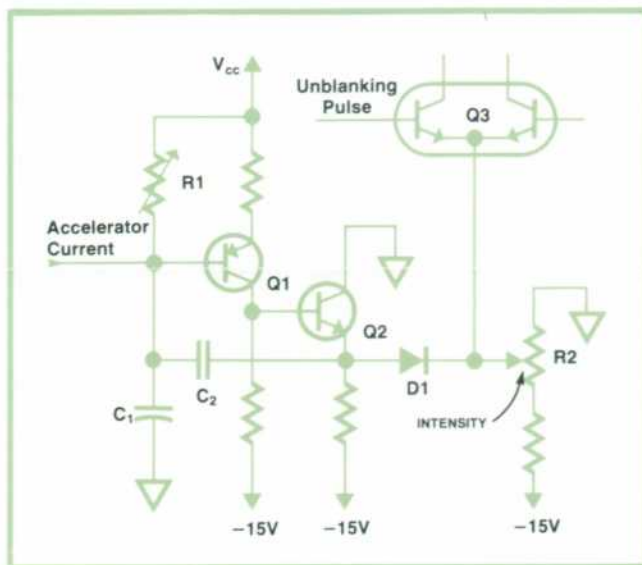 Vcc
Unblanking
Pulse
Q3
R1
Accelerator
Current
Q1
Q2
R2
C2
D1
C1
INTENSITY
−15V
−15V
−15V